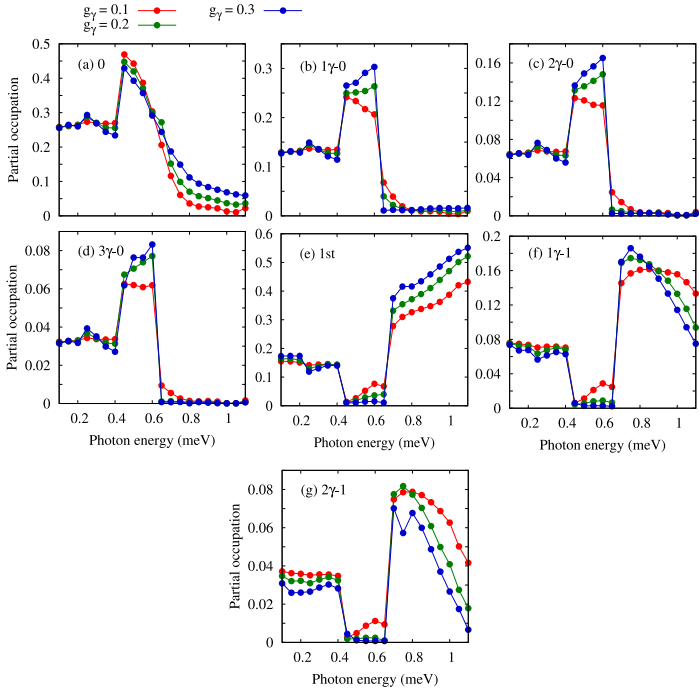 g_γ = 0.1 g_γ = 0.3
g_γ = 0.2
(a) 0
Partial occupation
0.5
0.4
0.3
0.2
0.1
0
(b) 1γ-0
0.3
0.2
0.1
0
(c) 2γ-0
0.16
0.12
0.08
0.04
0.00
(d) 3γ-0
Partial occupation
0.08
0.06
0.04
0.02
0
0.2 0.4 0.6 0.8 1
Photon energy (meV)
(e) 1st
0.6
0.5
0.4
0.3
0.2
0.1
0
0.2 0.4 0.6 0.8 1
Photon energy (meV)
(f) 1γ-1
0.2
0.16
0.12
0.08
0.04
0
0.2 0.4 0.6 0.8 1
Photon energy (meV)
(g) 2γ-1
Partial occupation
0.08
0.06
0.04
0.02
0
0.2 0.4 0.6 0.8 1
Photon energy (meV)